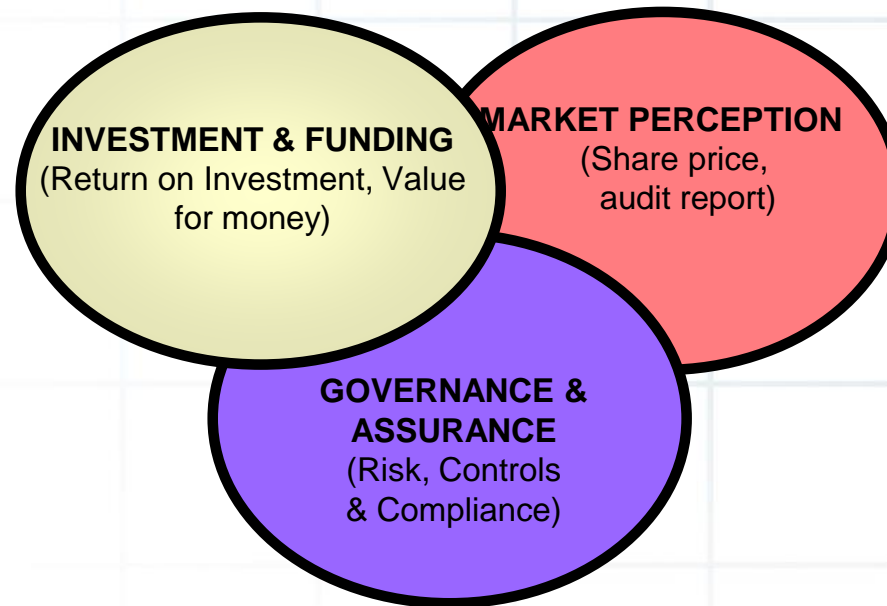 INVESTMENT & FUNDING
(Return on Investment, Value
for money)
MARKET PERCEPTION
(Share price,
audit report)
GOVERNANCE &
ASSURANCE
(Risk, Controls
& Compliance)